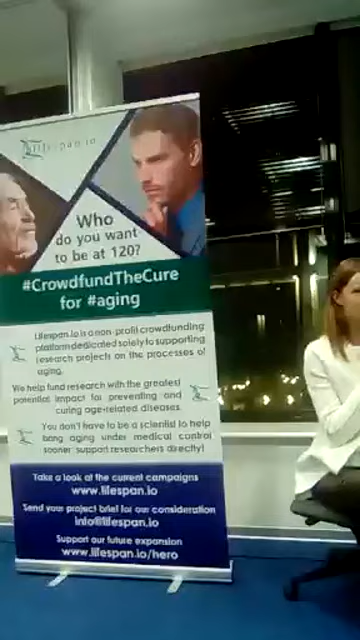 lifespan.io
Who
do you want
to be at 120?
#CrowdfundTheCure
for #aging
Lifespan.io is a non-profit crowdfunding
platform dedicated solely to supporting
research projects on the processes of
aging.
We help fund research with the greatest
potential impact for preventing and
curing age-related diseases.
You don't have to be a scientist to help
bring aging under medical control
sooner support researchers directly!
Take a look at the current campaigns
www.lifespan.io
Send your project brief for our consideration
info@lifespan.io
Support our future expansion
www.lifespan.io/hero